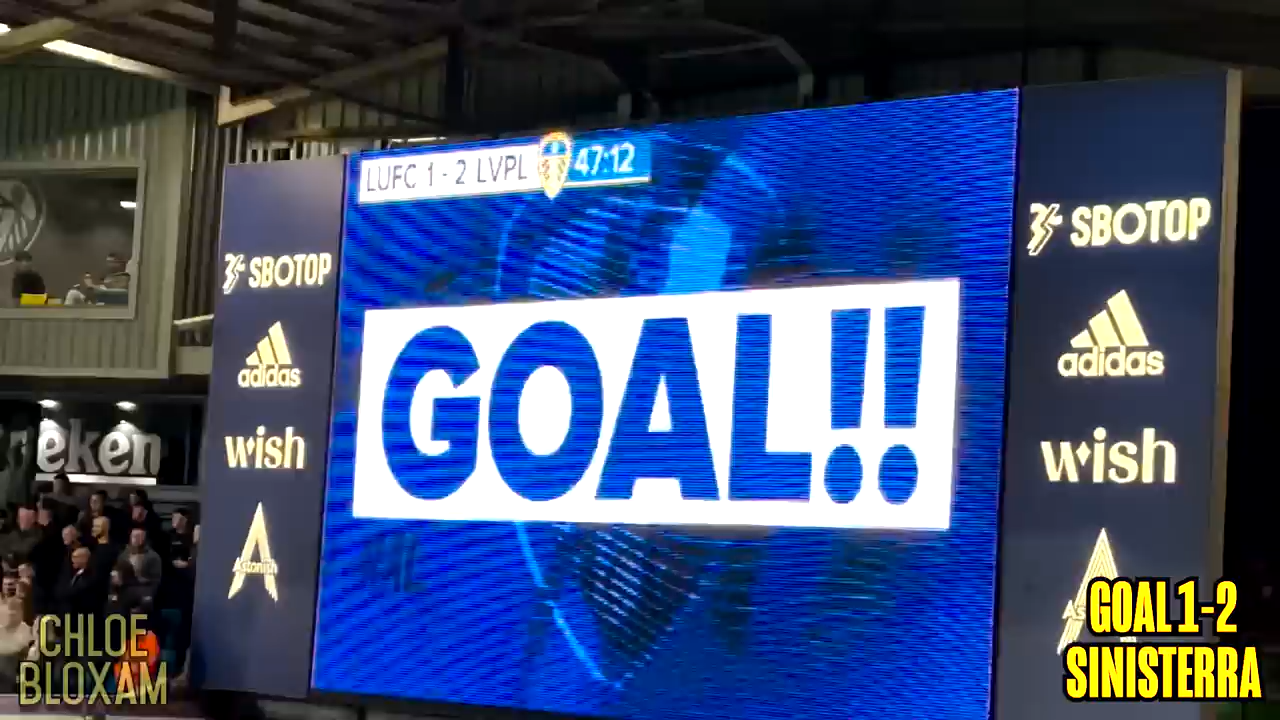 LUFC 1 - 2 LVPL 47:12
GOAL!!
SBOTOP
adidas
wish
Astonish
SBOTOP
adidas
wish
eken
GOAL 1-2
SINISTERRA
CHLOE
BLOXAM